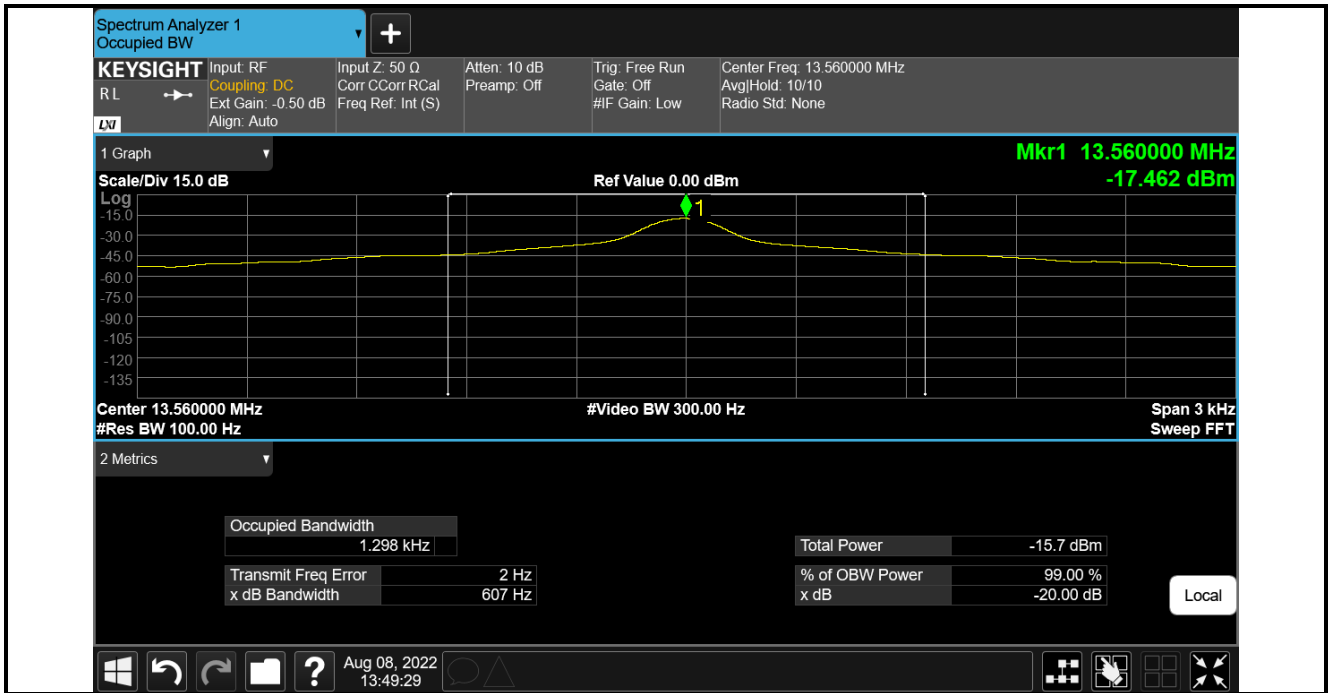 Spectrum Analyzer 1
Occupied BW
KEYSIGHT
R L
LXI
Input: RF
Coupling: DC
Ext Gain: -0.50 dB
Align: Auto
Input Z: 50 Ω
Corr CCorr RCal
Freq Ref: Int (S)
Atten: 10 dB
Preamp: Off
Trig: Free Run
Gate: Off
#IF Gain: Low
Center Freq: 13.560000 MHz
Avg|Hold: 10/10
Radio Std: None
1 Graph
Mkr1 13.560000 MHz
-17.462 dBm
Scale/Div 15.0 dB
Ref Value 0.00 dBm
Log
1
-15.0
-30.0
-45.0
-60.0
-75.0
-90.0
-105
-120
-135
Center 13.560000 MHz
#Video BW 300.00 Hz
Span 3 kHz
#Res BW 100.00 Hz
Sweep FFT
2 Metrics
Occupied Bandwidth
1.298 kHz
Total Power -15.7 dBm
Transmit Freq Error 2 Hz
% of OBW Power 99.00 %
x dB Bandwidth 607 Hz
x dB -20.00 dB
Local
?
Aug 08, 2022
13:49:29